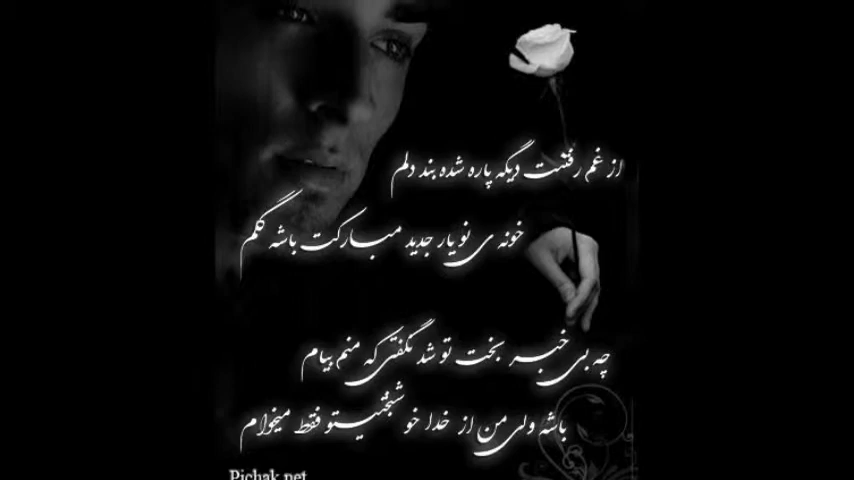 از غم رفتنت دیگه پاره شده بند دلم
خونه ی نو یار جدید مبارکت باشه گلم
چه بی خبر بخت تو شد نگفتی که منم بیام
باشه ولی من از خدا خوشبختیتو فقط میخوام
Pichak.net